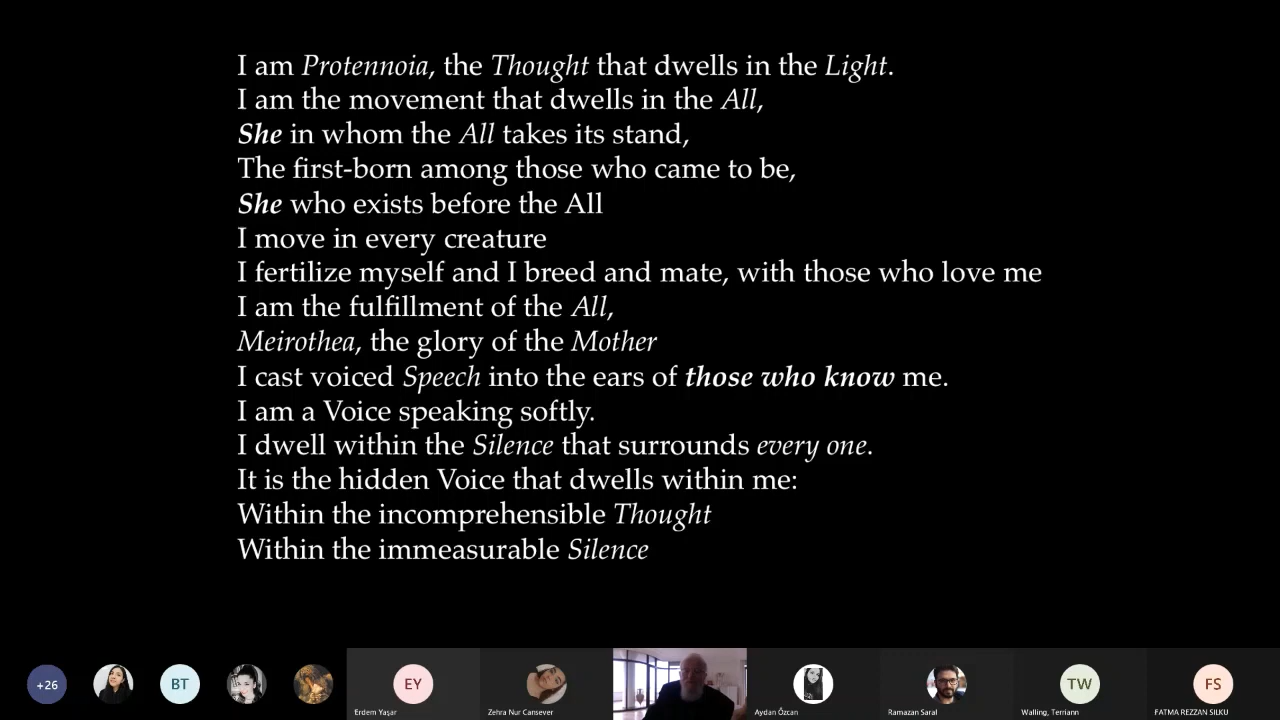 I am Protennoia, the Thought that dwells in the Light.
I am the movement that dwells in the All,
She in whom the All takes its stand,
The first-born among those who came to be,
She who exists before the All
I move in every creature
I fertilize myself and I breed and mate, with those who love me
I am the fulfillment of the All,
Meirothea, the glory of the Mother
I cast voiced Speech into the ears of those who know me.
I am a Voice speaking softly.
I dwell within the Silence that surrounds every one.
It is the hidden Voice that dwells within me:
Within the incomprehensible Thought
Within the immeasurable Silence
+26
BT
EY
TW
FS
Erdem Yaşar
Zehra Nur Cansever
Aydan Özcan
Ramazan Saral
Walling, Terriann
FATMA REZZAN SILKU